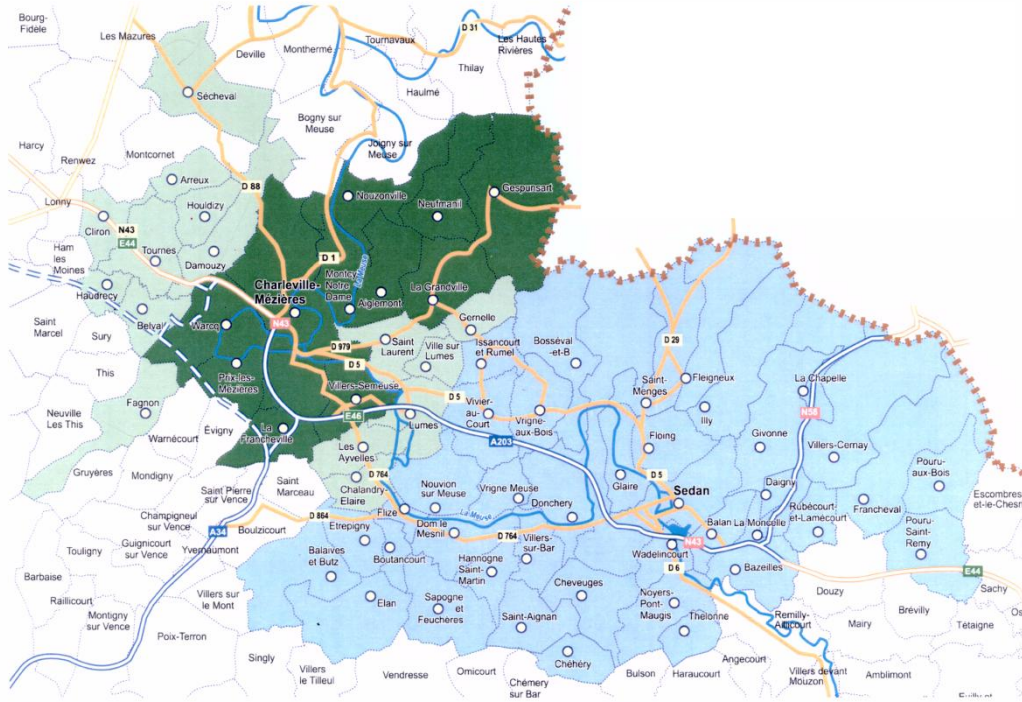 Bourg-
Fidèle
Les Mazures
Deville
Monthermé
Tournavaux
D 31
Les Hautes
Rivières
Thilay
Haulmé
Sécheval
Bogny sur
Meuse
Joigny sur
Meuse
Harcy
Renwez
Montcornet
Arreux
Houldizy
D 88
Nouzonville
Neufmanil
Gespunsart
Lonny
Cliron
N43
E44
Tournes
Damouzy
D 1
Ham
les
Moines
Haudrecy
Belval
Charleville-
Mézières
Montcy
Notre
Dame
La Meuse
Aiglemont
La Grandville
Gernelle
Saint
Marcel
Sury
Warcq
N43
D 979
Saint
Laurent
Ville sur
Lumes
Issancourt
et Rumel
Bosséval
-et-B
D 29
This
Prix-les-
Mézières
D 5
Villers-Semeuse
D 5
Saint-
Menges
Fleigneux
La Chapelle
Fagnon
Neuville
Les This
E46
Lumes
Vivier-
au-
Court
Vrigne-
aux-Bois
Illy
N58
Warnécourt
Évigny
La
Francheville
A203
Floing
Givonne
Villers-Cernay
Les
Ayvelles
Gruyères
Mondigny
D 764
Saint Pierre
sur Vence
Saint
Marceau
Chalandry-
Elaire
Nouvion
sur Meuse
Vrigne Meuse
Donchery
Glaire
D 5
Sedan
Daigny
Pouru-
aux-Bois
Escombres
-et-le-Chesn
Francheval
Champigneul
sur Vence
A34
D 864
Flize
La Meuse
Rubécourt
-et-Lamécourt
Boulzicourt
Etrepigny
Dom le
Mesnil
D 764
Villers-
sur-Bar
Balan
La Moncelle
Pouru-
Saint-
Remy
Touligny
Guignicourt
sur Vence
Yvernaumont
Balaives
et Butz
Boutancourt
Hannogne
Saint-
Martin
Wadelincourt
N43
D 6
Bazeilles
E44
Barbaise
Raillicourt
Villers sur
le Mont
Elan
Sapogne
et
Feuchères
Cheveuges
Noyers-
Pont-
Maugis
Thelonne
Douzy
Sachy
Montigny
sur Vence
Poix-Terron
Saint-Aignan
Remilly-
Aillicourt
Mairy
Brévilly
Tétaigne
Os
Singly
Villers
le Tilleul
Vendresse
Omicourt
Chémery
sur Bar
Chéhéry
Bulson
Haraucourt
Angecourt
Villers devant
Mouzon
Amblimont